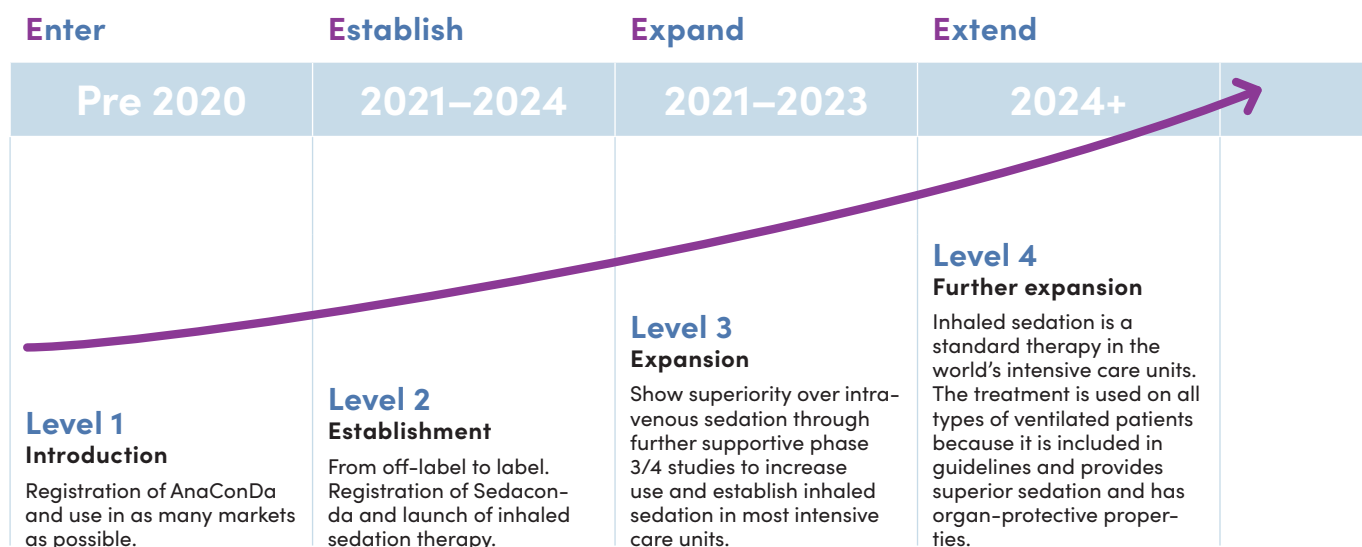 Enter
Establish
Expand
Extend
Pre 2020
2021–2024
2021–2023
2024+
Level 1
Introduction
Registration of AnaConDa
and use in as many markets
as possible.
Level 2
Establishment
From off-label to label.
Registration of Sedacon-
da and launch of inhaled
sedation therapy.
Level 3
Expansion
Show superiority over intra-
venous sedation through
further supportive phase
3/4 studies to increase
use and establish inhaled
sedation in most intensive
care units.
Level 4
Further expansion
Inhaled sedation is a
standard therapy in the
world's intensive care units.
The treatment is used on all
types of ventilated patients
because it is included in
guidelines and provides
superior sedation and has
organ-protective proper-
ties.